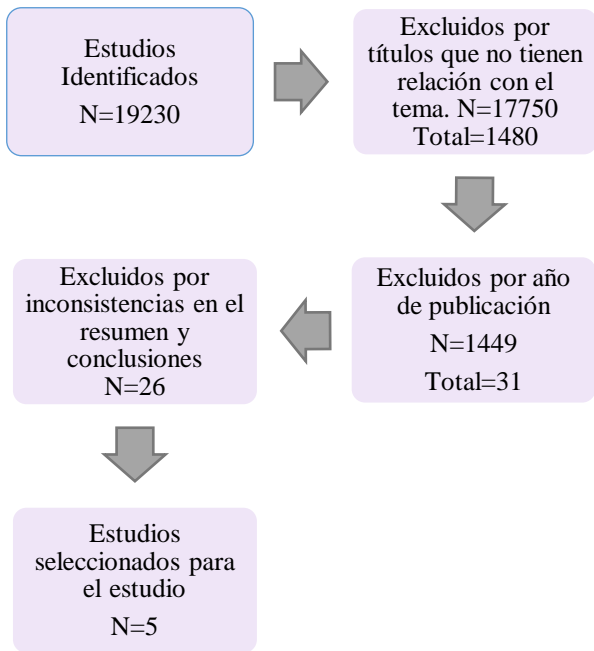 Estudios
Identificados
N=19230
Excluidos por
títulos que no tienen
relación con el
tema. N=17750
Total=1480
Excluidos por año
de publicación
N=1449
Total=31
Excluidos por
inconsistencias en el
resumen y
conclusiones
N=26
Estudios
seleccionados para
el estudio
N=5